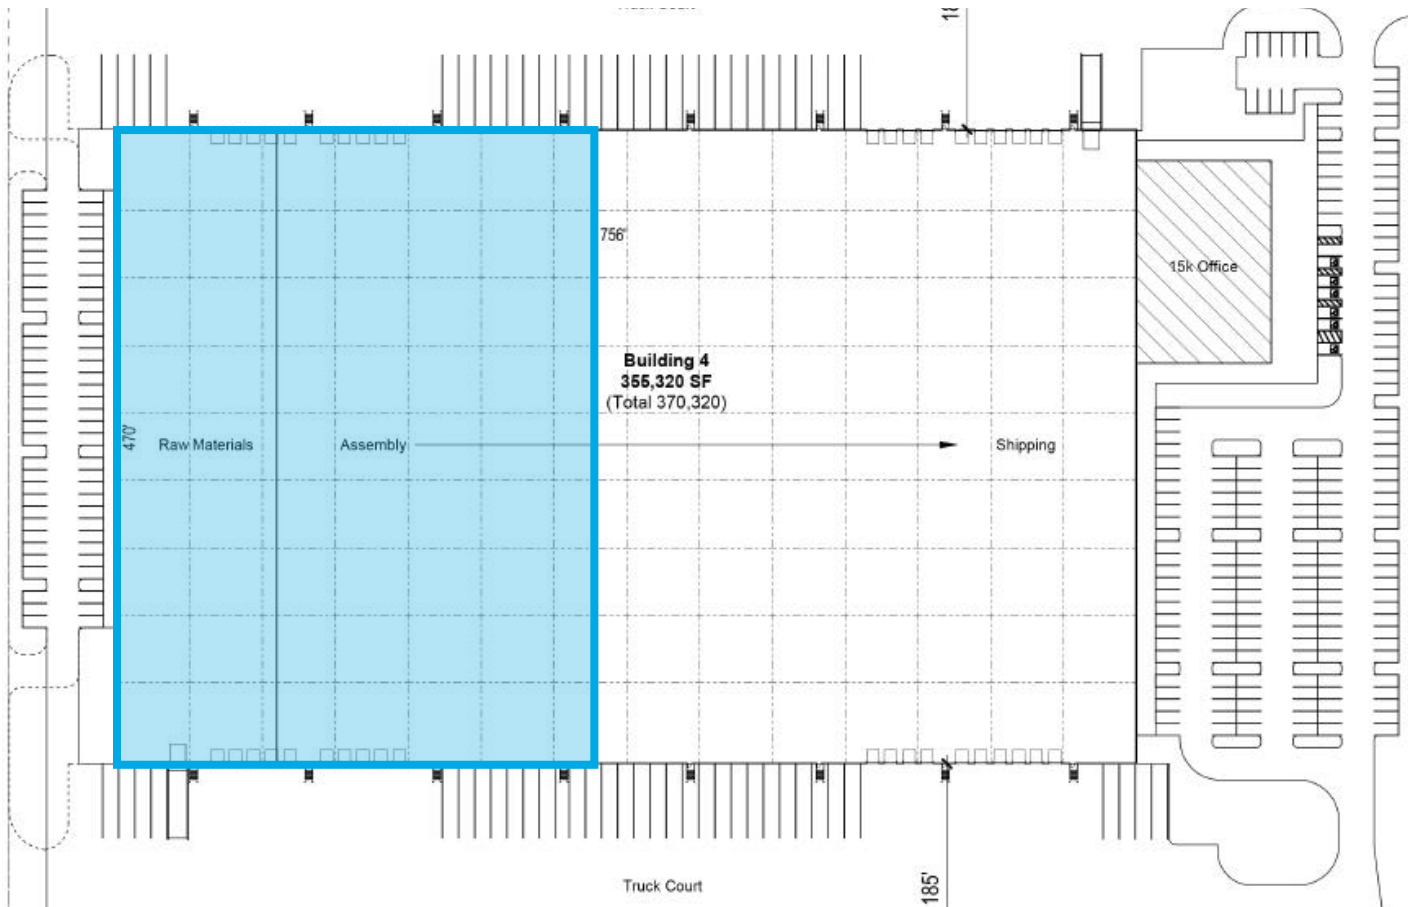 756'
15k Office
Building 4
355,320 SF
(Total 370,320)
470'
Raw Materials
Assembly
Shipping
Truck Court
185'